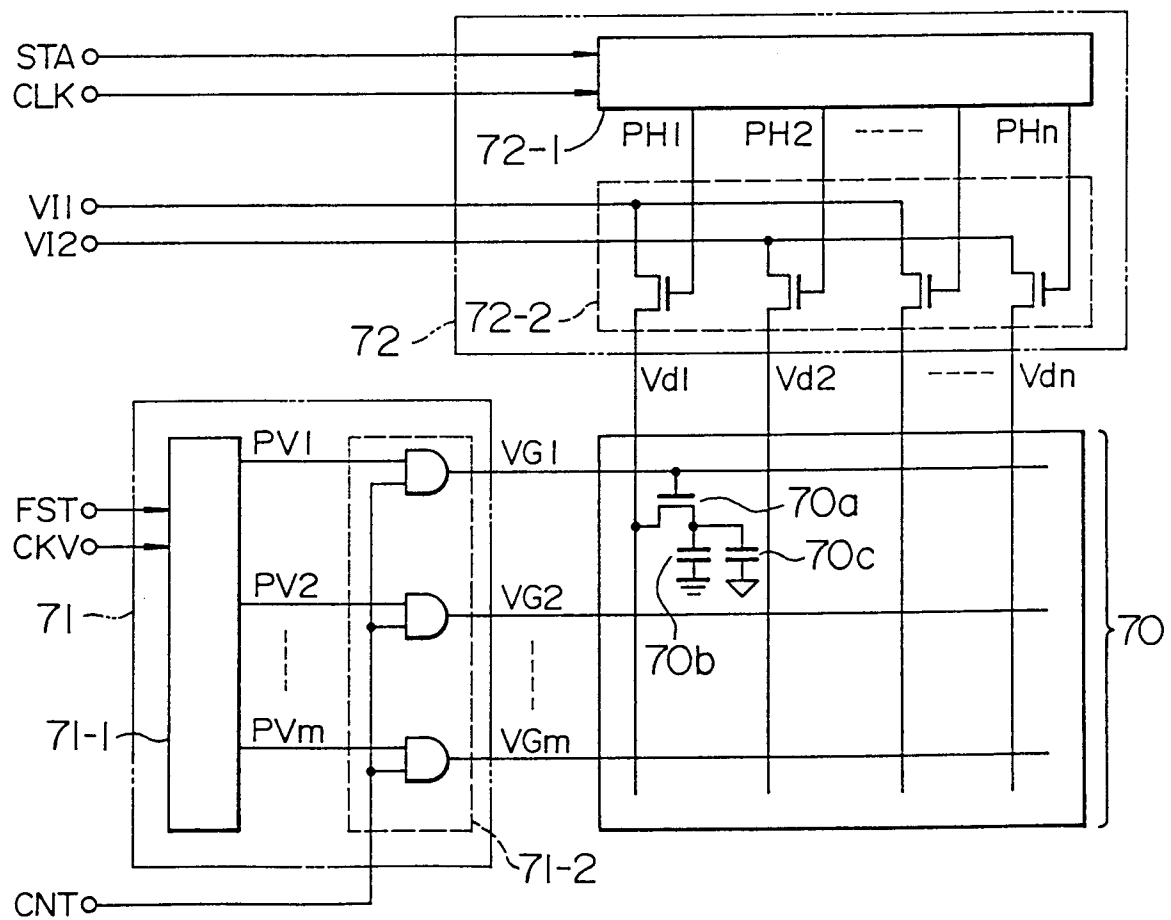 STA
CLK
72-1
PH1
PH2
PHn
VI1
VI2
72-2
72
Vd1
Vd2
Vdn
PV1
VG1
70a
FST
CKV
70c
71
PV2
VG2
70b
70
71-1
PVm
VGm
71-2
CNT